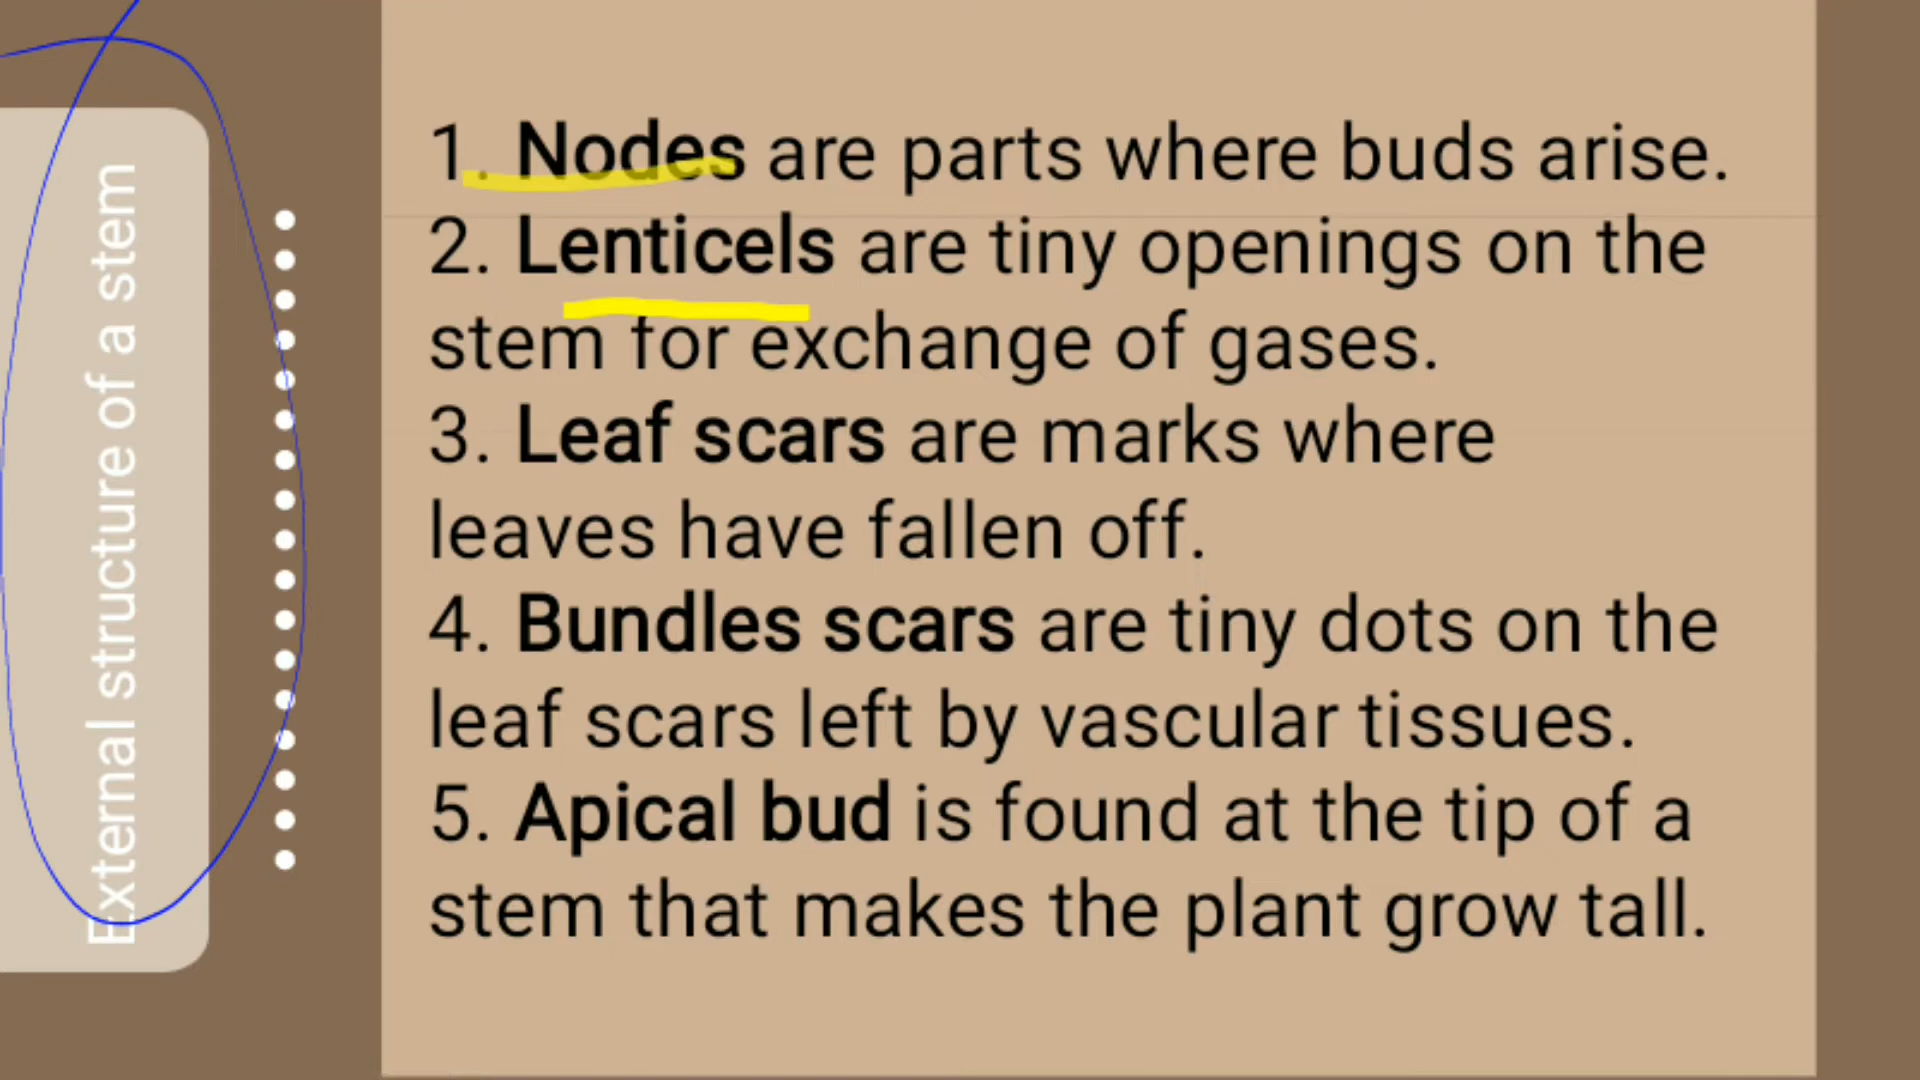 External structure of a stem
1. Nodes are parts where buds arise.
2. Lenticels are tiny openings on the
stem for exchange of gases.
3. Leaf scars are marks where
leaves have fallen off.
4. Bundles scars are tiny dots on the
leaf scars left by vascular tissues.
5. Apical bud is found at the tip of a
stem that makes the plant grow tall.